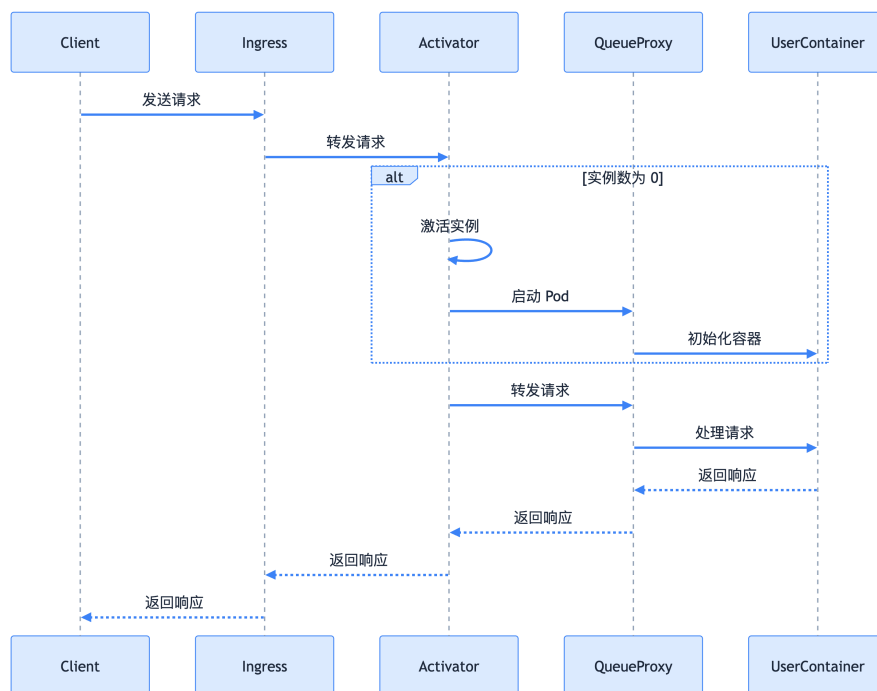 Client
Ingress
Activator
QueueProxy
UserContainer
发送请求
转发请求
alt
[实例数为 0]
激活实例
启动 Pod
初始化容器
转发请求
处理请求
返回响应
返回响应
返回响应
返回响应
Client
Ingress
Activator
QueueProxy
UserContainer